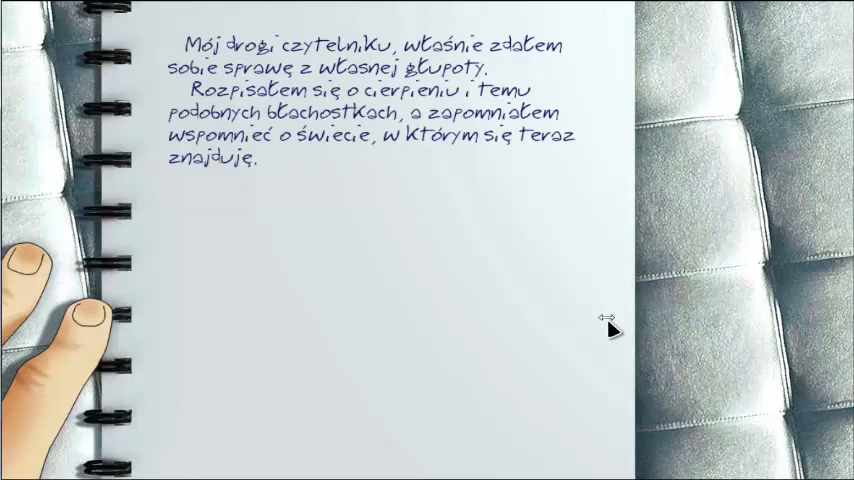 Mój drogi czytelniku, właśnie zdałem
sobie sprawę z własnej głupoty.
Rozpisałem się o cierpieniu i temu
podobnych błachostkach, a zapomniałem
wspomnieć o świecie, w którym się teraz
znajduję.